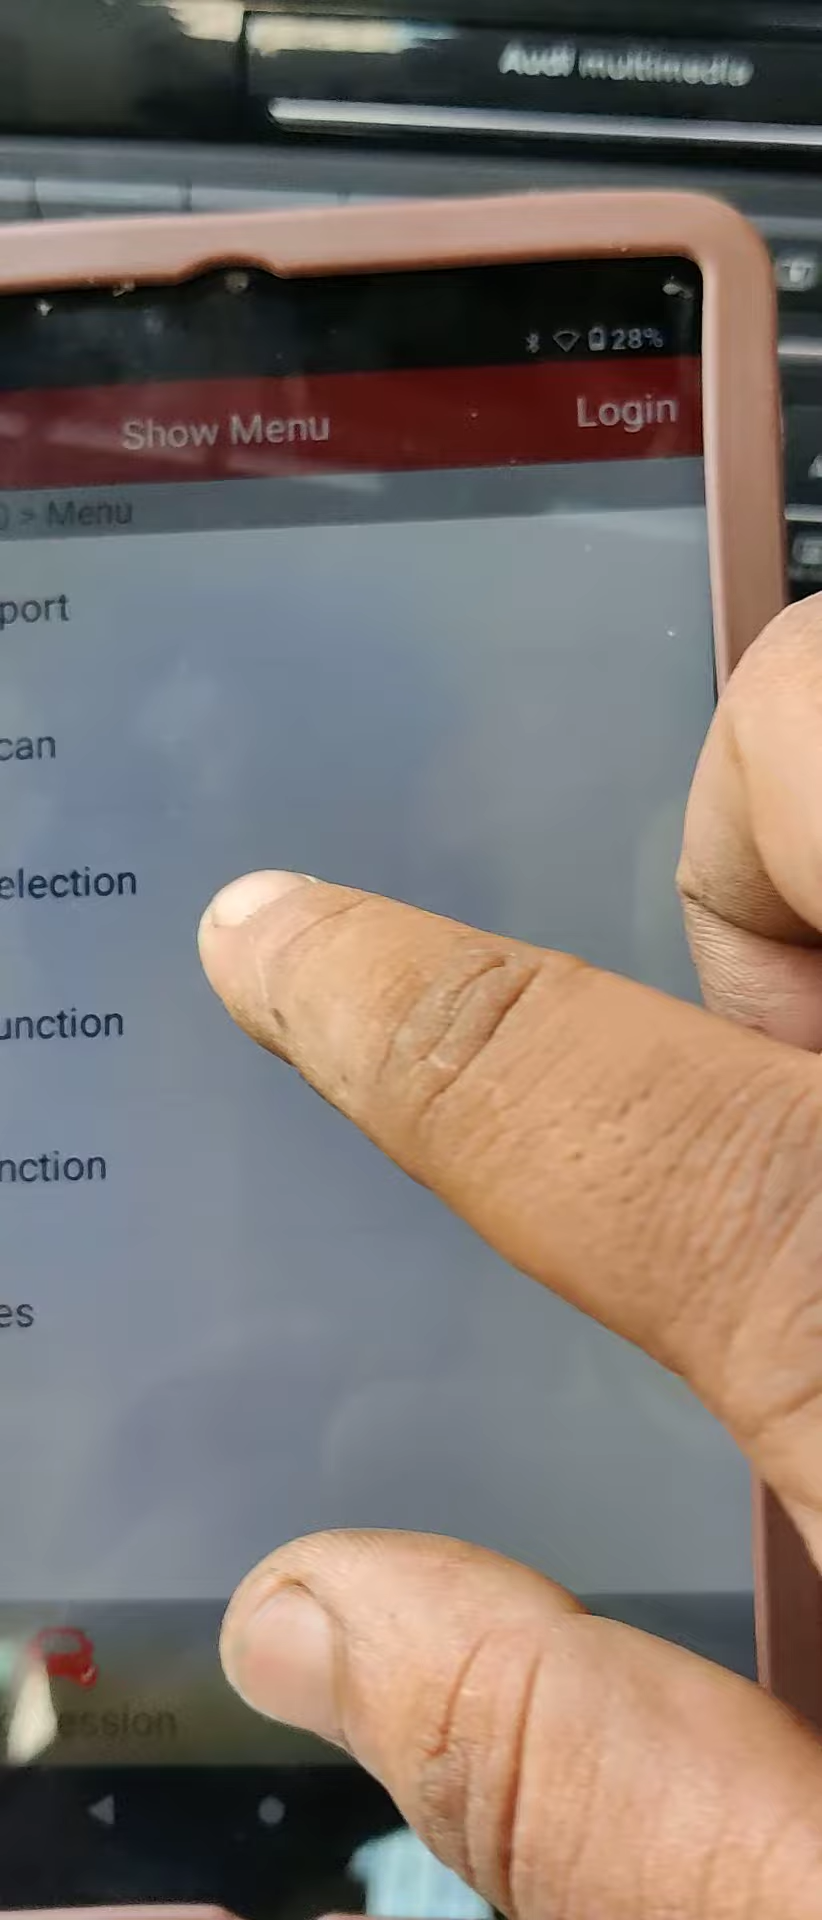 Audi multimedia
28%
Show Menu
Login
) > Menu
port
can
election
unction
nction
es
ession